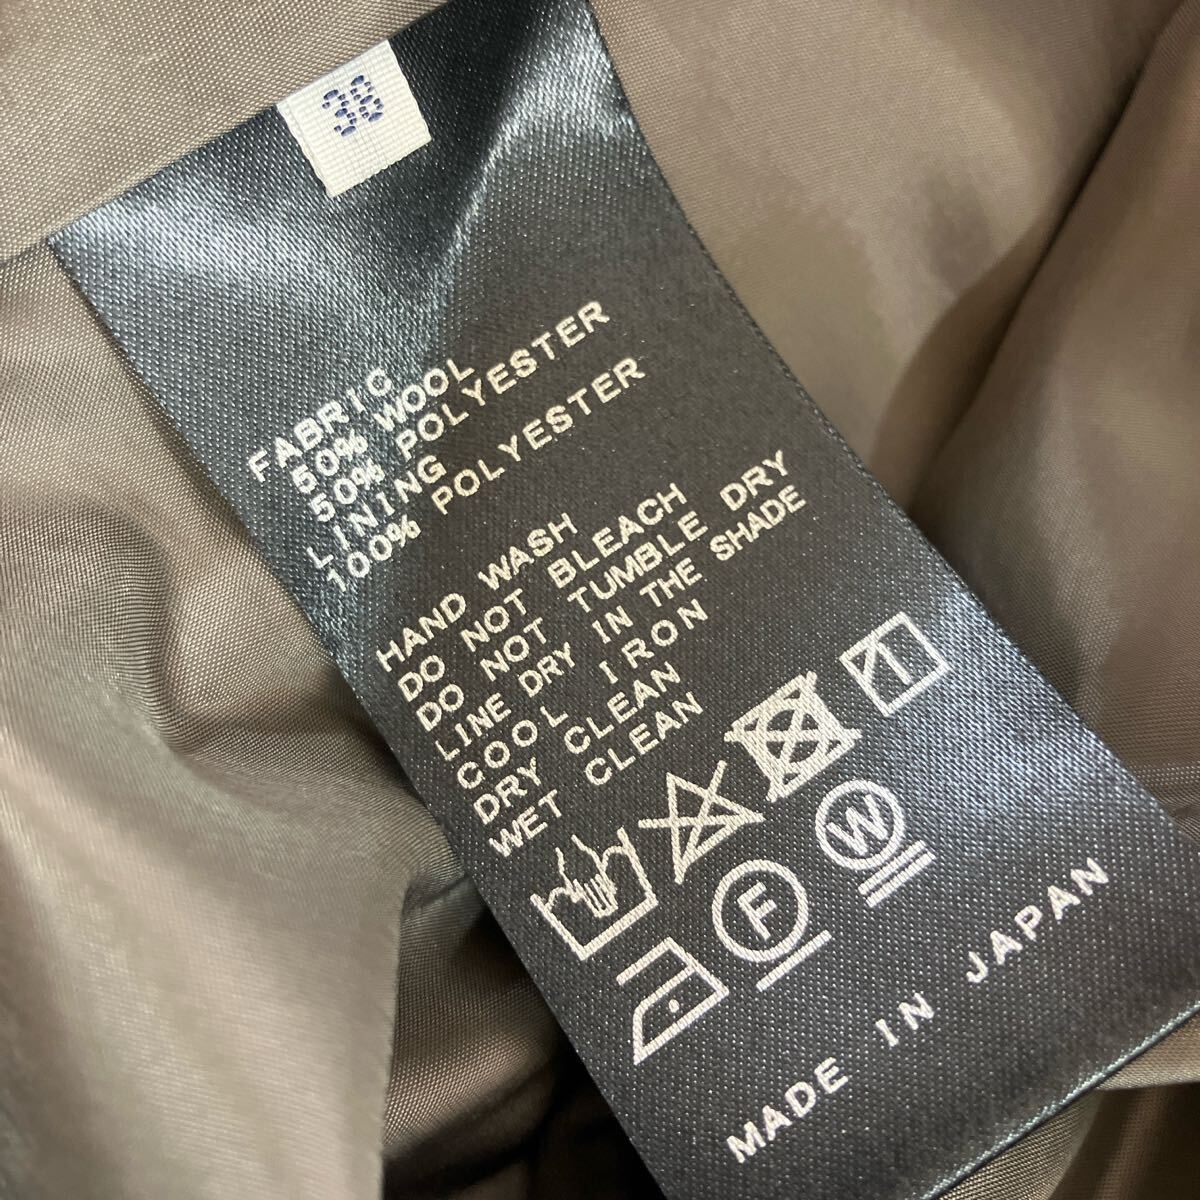 38
FABRIC
50% WOOL
50% POLYESTER
LINING
100% POLYESTER
HAND WASH
DO NOT BLEACH
DO NOT TUMBLE DRY
LINE DRY IN THE SHADE
COOL IRON
DRY CLEAN
WET CLEAN
F
W
MADE IN JAPAN